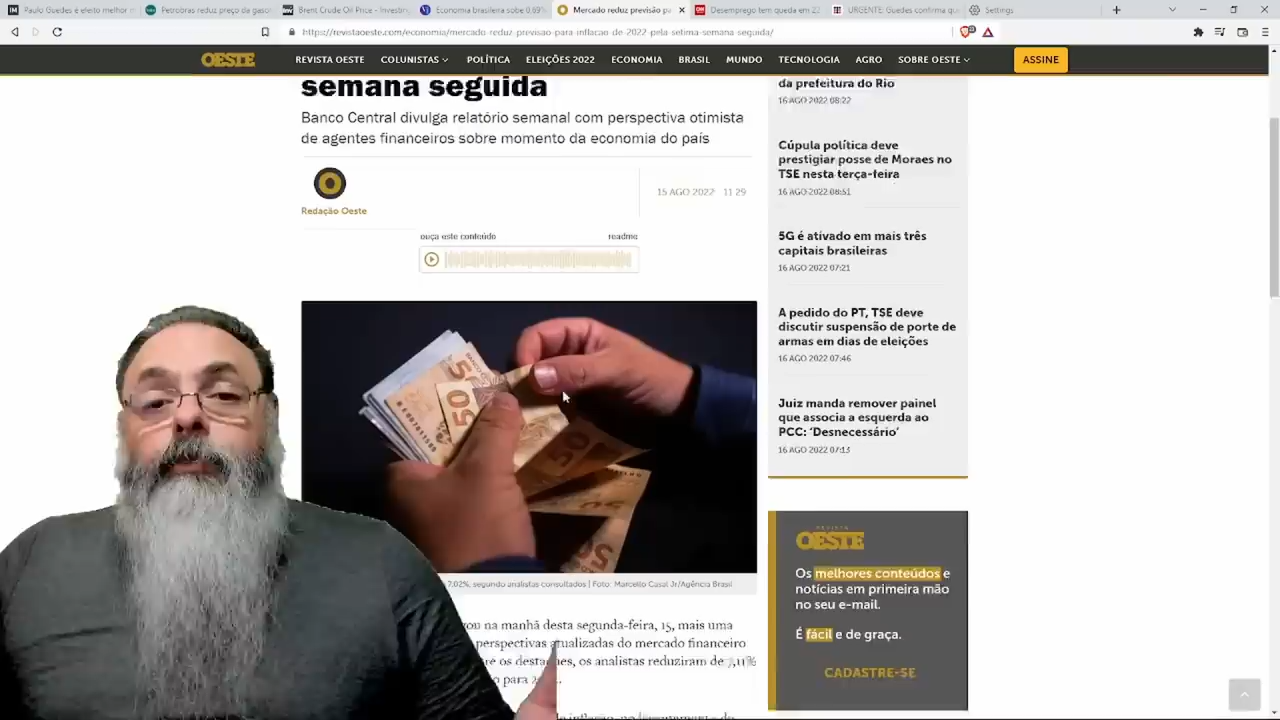 Paulo Guedes é eleito melhor m
Petrobras reduz preço da gaso
Brent Crude Oil Price - Investing
Economia brasileira sobe 0,69%
Mercado reduz previsão pa
Desemprego tem queda em 22
URGENTE: Guedes confirma qu
Settings
https://revistaoeste.com/economia/mercado-reduz-previsao-para-inflacao-de-2022-pela-setima-semana-seguida/
OESTE
REVISTA OESTE
COLUNISTAS
POLÍTICA
ELEIÇÕES 2022
ECONOMIA
BRASIL
MUNDO
TECNOLOGIA
AGRO
SOBRE OESTE
ASSINE
semana seguida
Banco Central divulga relatório semanal com perspectiva otimista
de agentes financeiros sobre momento da economia do país
Redação Oeste
15 AGO 2022 11 29
ouça este conteúdo
readme
7,02%, segundo analistas consultados | Foto: Marcello Casal Jr/Agência Brasil
ou na manhã desta segunda-feira, 15, mais uma
perspectivas atualizadas do mercado financeiro
re os destaques, os analistas reduziram de 7,11%
o para
da prefeitura do Rio
16 AGO 2022 08:22
Cúpula política deve
prestigiar posse de Moraes no
TSE nesta terça-feira
16 AGO 2022 08:51
5G é ativado em mais três
capitais brasileiras
16 AGO 2022 07:21
A pedido do PT, TSE deve
discutir suspensão de porte de
armas em dias de eleições
16 AGO 2022 07:46
Juiz manda remover painel
que associa a esquerda ao
PCC: ‘Desnecessário’
16 AGO 2022 07:13
REVISTA
OESTE
Os melhores conteúdos e
notícias em primeira mão
no seu e-mail.
É fácil e de graça.
CADASTRE-SE